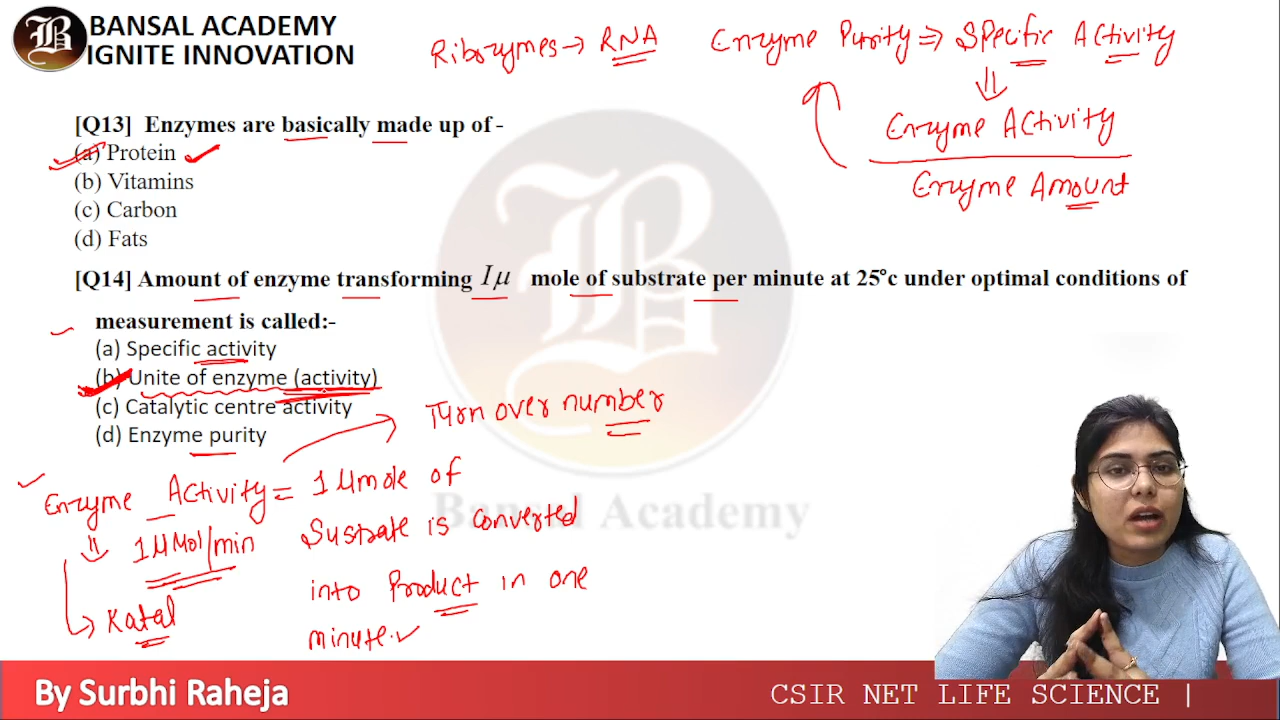 BANSAL ACADEMY
IGNITE INNOVATION
Ribozymes → RNA
Enzyme Purity ⇒ Specific Activity
Enzyme Activity
Enzyme Amount
[Q13] Enzymes are basically made up of -
(a) Protein
(b) Vitamins
(c) Carbon
(d) Fats
[Q14] Amount of enzyme transforming Iμ mole of substrate per minute at 25°c under optimal conditions of
measurement is called:-
(a) Specific activity
(b) Unite of enzyme (activity)
(c) Catalytic centre activity
(d) Enzyme purity
Turn over number
Enzyme Activity = 1 μmole of
Sustrate is converted
into Product in one
minute.
1 μMol/min
Katal
Bansal Academy
By Surbhi Raheja
CSIR NET LIFE SCIENCE |